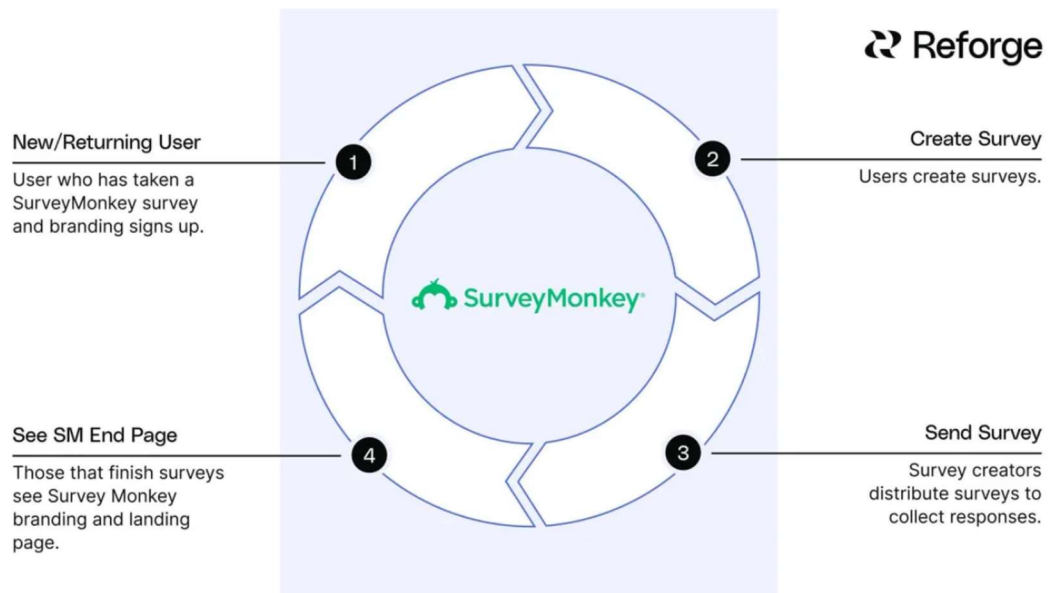 Reforge
New/Returning User
User who has taken a
SurveyMonkey survey
and branding signs up.
1
2
Create Survey
Users create surveys.
SurveyMonkey®
See SM End Page
Those that finish surveys
see Survey Monkey
branding and landing
page.
4
3
Send Survey
Survey creators
distribute surveys to
collect responses.